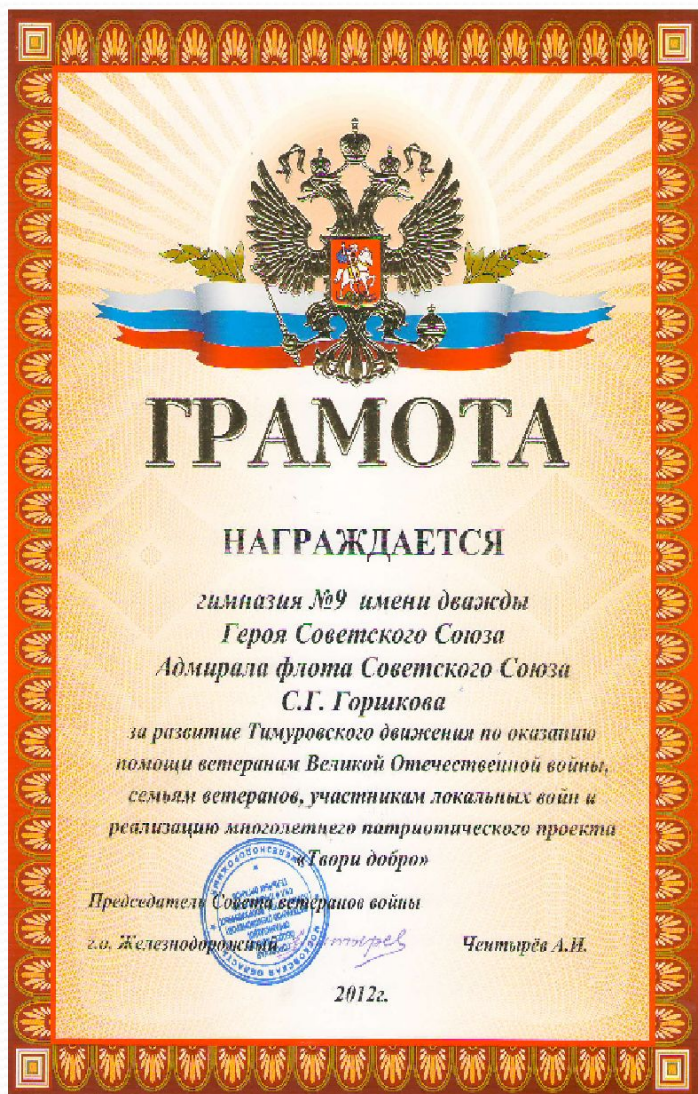 ГРАМОТА
НАГРАЖДАЕТСЯ
гимназия №9 имени дважды
Героя Советского Союза
Адмирала флота Советского Союза
С.Г. Горшкова
за развитие Тимуровского движения по оказанию
помощи ветеранам Великой Отечественной войны,
семьям ветеранов, участникам локальных войн и
реализацию многолетнего патриотического проекта
«Твори добро»
Председатель Совета ветеранов войны
г.о. Железнодорожный Чентырёв А.И.
2012г.